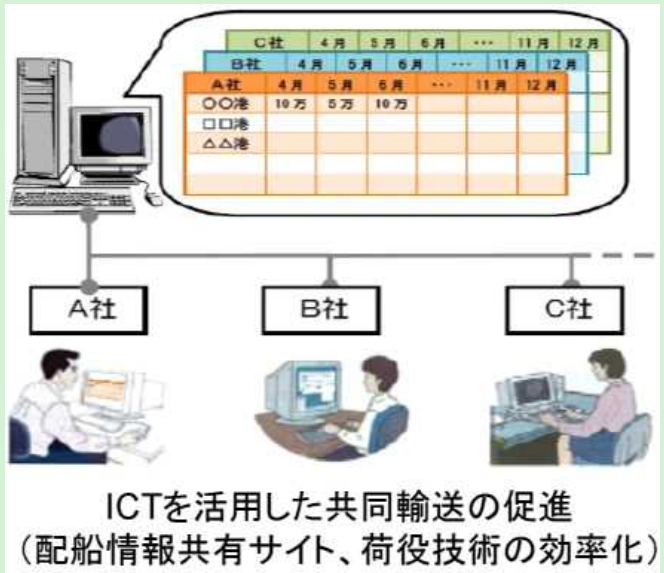 C社 4月 5月 6月 ･･･ 11月 12月
B社 4月 5月 6月 ･･･ 11月 12月
A社 4月 5月 6月 ･･･ 11月 12月
〇〇港 10万 5万 10万
□□港
△△港
A社 B社 C社
ICTを活用した共同輸送の促進
（配船情報共有サイト、荷役技術の効率化）